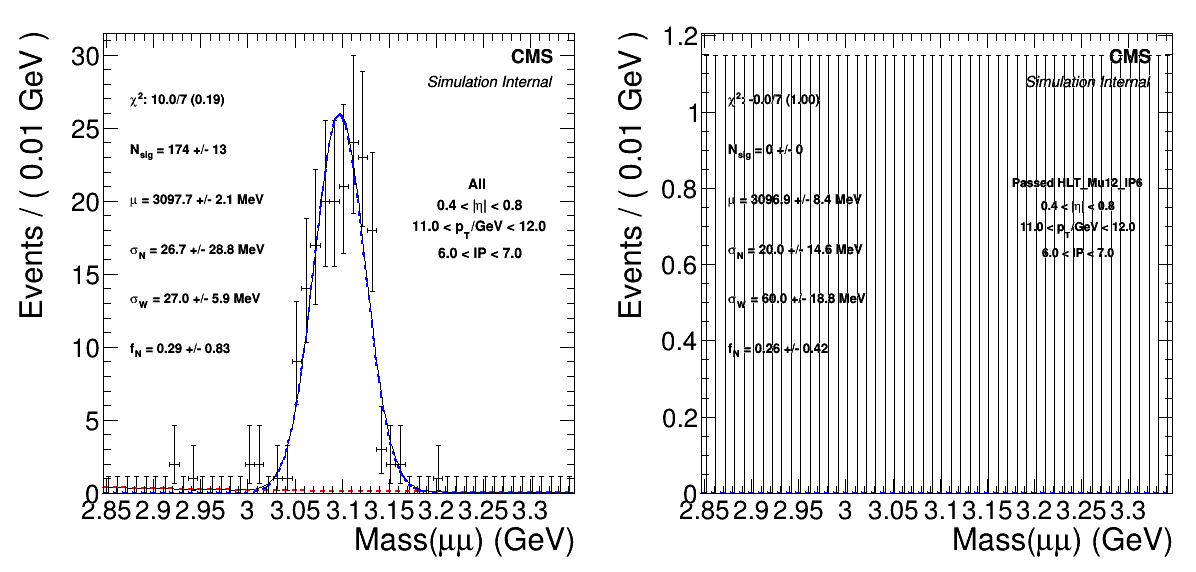 Events / ( 0.01 GeV )
30
25
20
15
10
5
0
CMS
Simulation Internal
χ²: 10.0/7 (0.19)
N_sig = 174 +/- 13
μ = 3097.7 +/- 2.1 MeV
σ_N = 26.7 +/- 28.8 MeV
σ_W = 27.0 +/- 5.9 MeV
f_N = 0.29 +/- 0.83
All
0.4 < |η| < 0.8
11.0 < p_T/GeV < 12.0
6.0 < IP < 7.0
2.85 2.9 2.95 3 3.05 3.1 3.15 3.2 3.25 3.3
Mass(μμ) (GeV)
Events / ( 0.01 GeV )
1.2
1
0.8
0.6
0.4
0.2
0
CMS
Simulation Internal
χ²: -0.0/7 (1.00)
N_sig = 0 +/- 0
μ = 3096.9 +/- 8.4 MeV
σ_N = 20.0 +/- 14.6 MeV
σ_W = 60.0 +/- 18.8 MeV
f_N = 0.26 +/- 0.42
Passed HLT_Mu12_IP6
0.4 < |η| < 0.8
11.0 < p_T/GeV < 12.0
6.0 < IP < 7.0
2.85 2.9 2.95 3 3.05 3.1 3.15 3.2 3.25 3.3
Mass(μμ) (GeV)